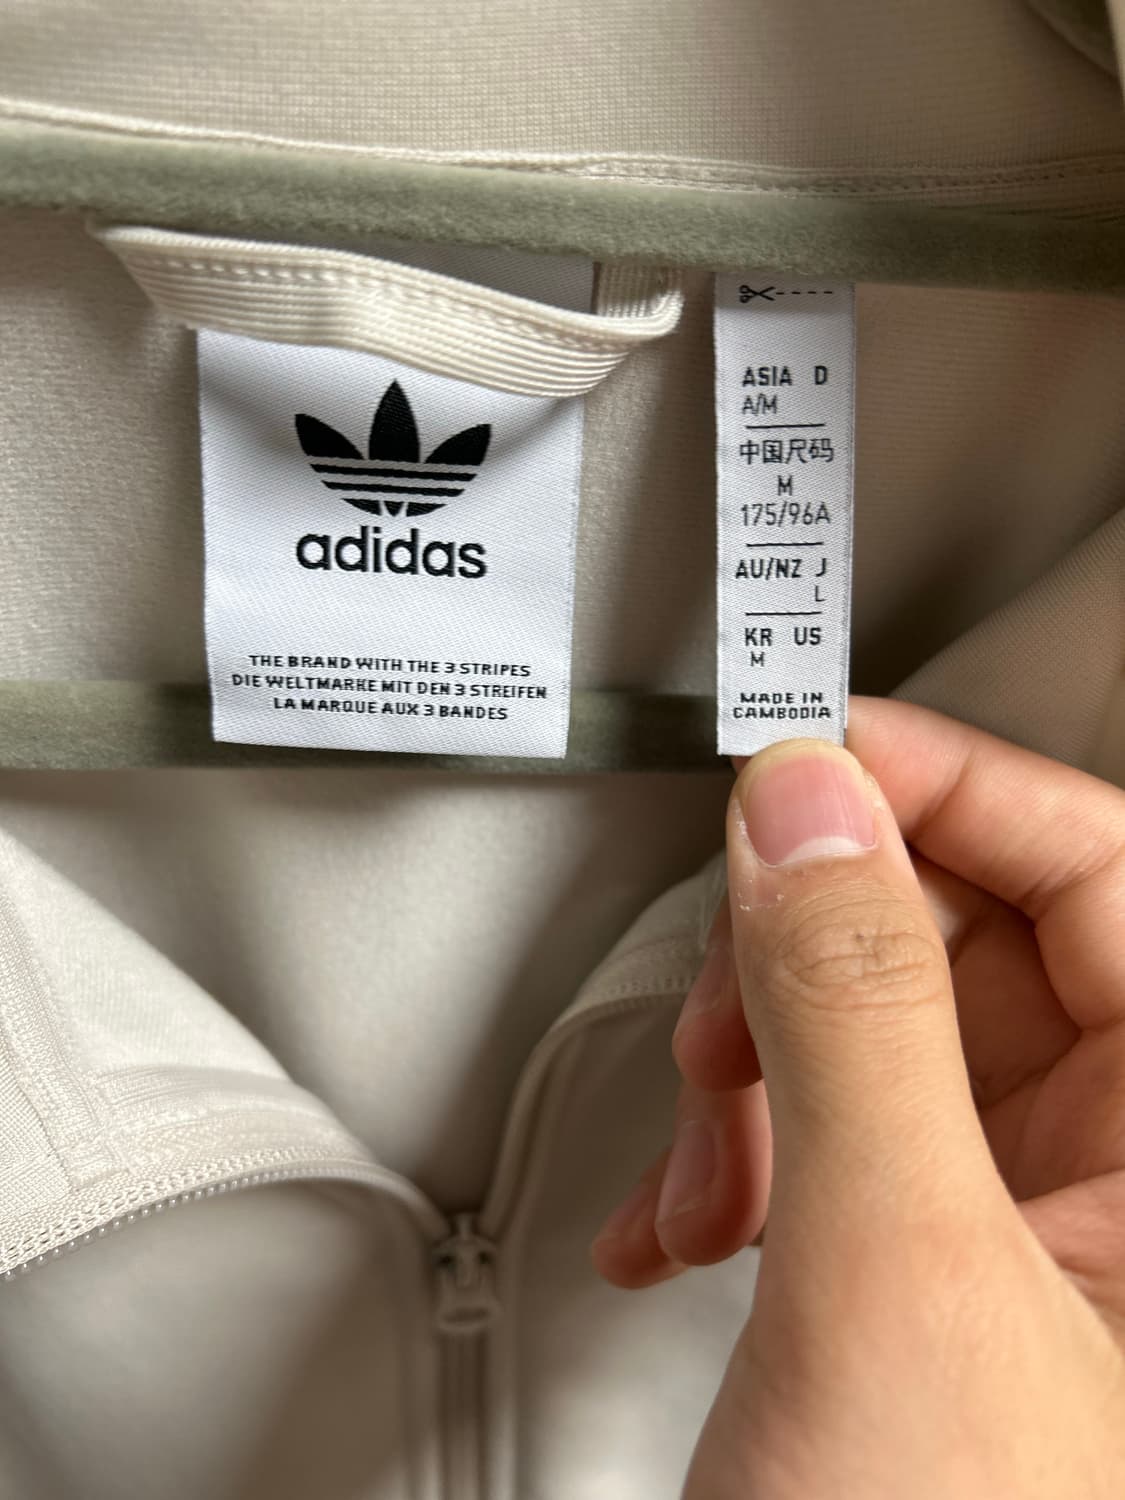 adidas
THE BRAND WITH THE 3 STRIPES
DIE WELTMARKE MIT DEN 3 STREIFEN
LA MARQUE AUX 3 BANDES
ASIA D
A/M
中国尺码
M
175/96A
AU/NZ J
L
KR US
M
MADE IN
CAMBODIA